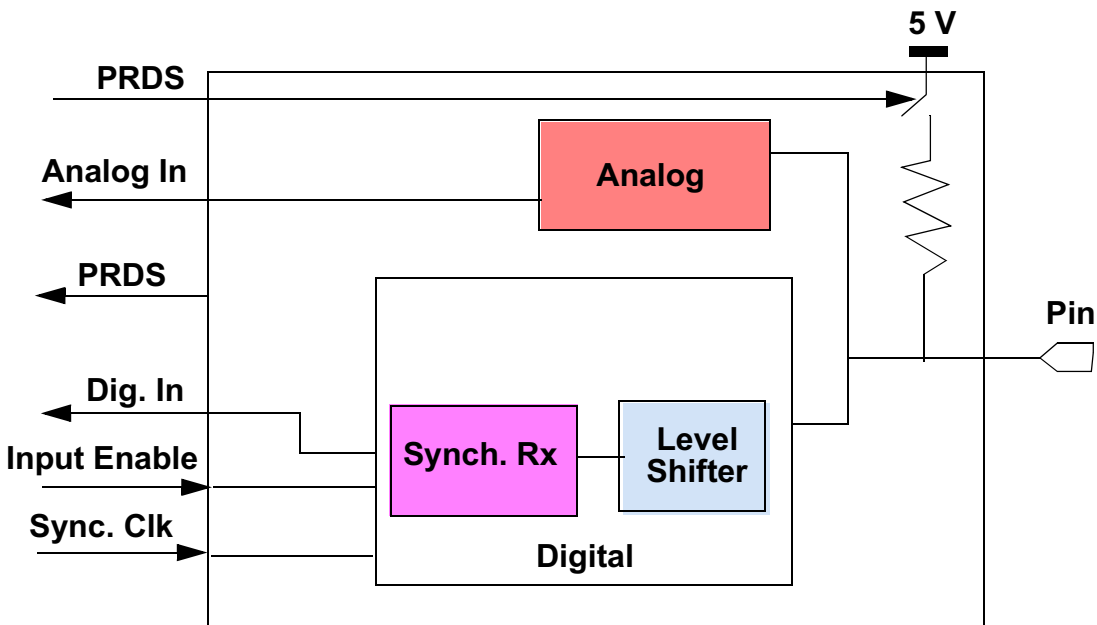 5 V
PRDS
Analog In
Analog
PRDS
Pin
Dig. In
Input Enable
Synch. Rx
Level
Shifter
Sync. Clk
Digital